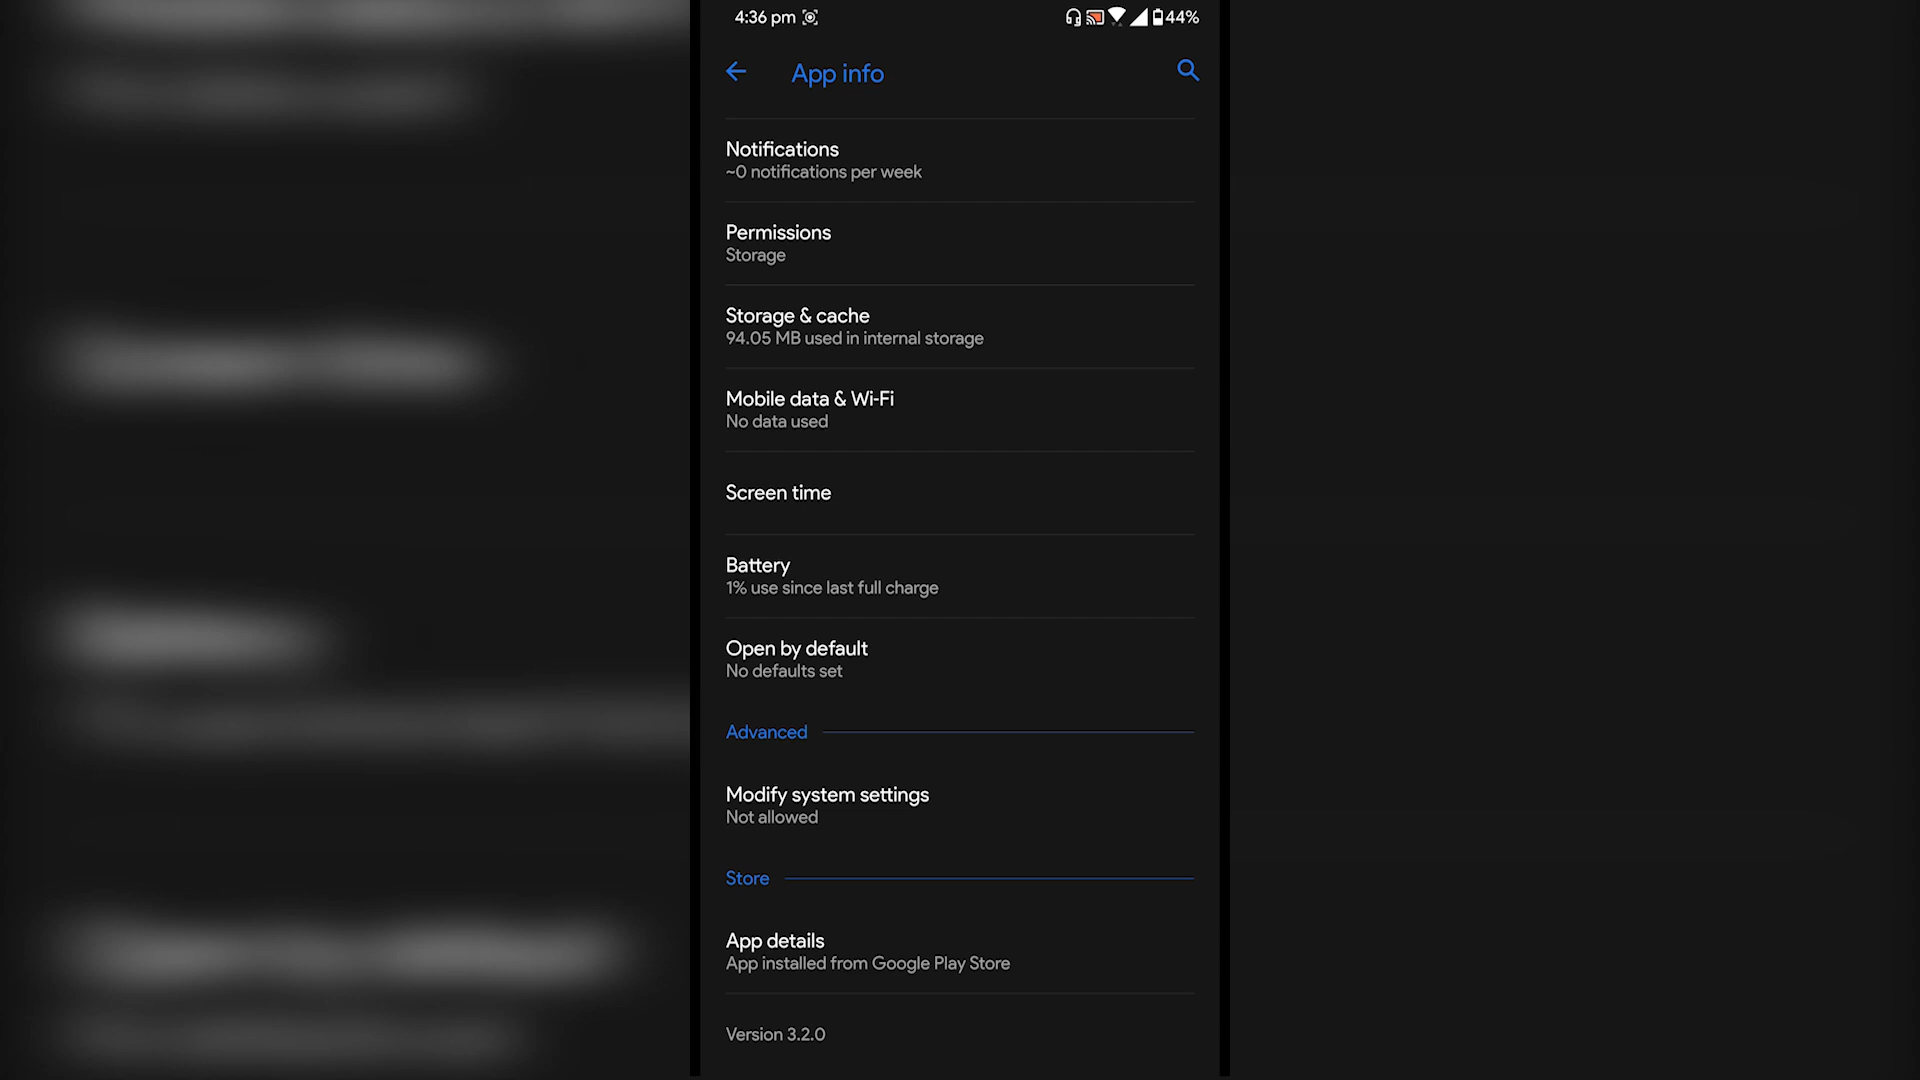 4:36 pm
44%
App info
Notifications
~0 notifications per week
Permissions
Storage
Storage & cache
94.05 MB used in internal storage
Mobile data & Wi-Fi
No data used
Screen time
Battery
1% use since last full charge
Open by default
No defaults set
Advanced
Modify system settings
Not allowed
Store
App details
App installed from Google Play Store
Version 3.2.0